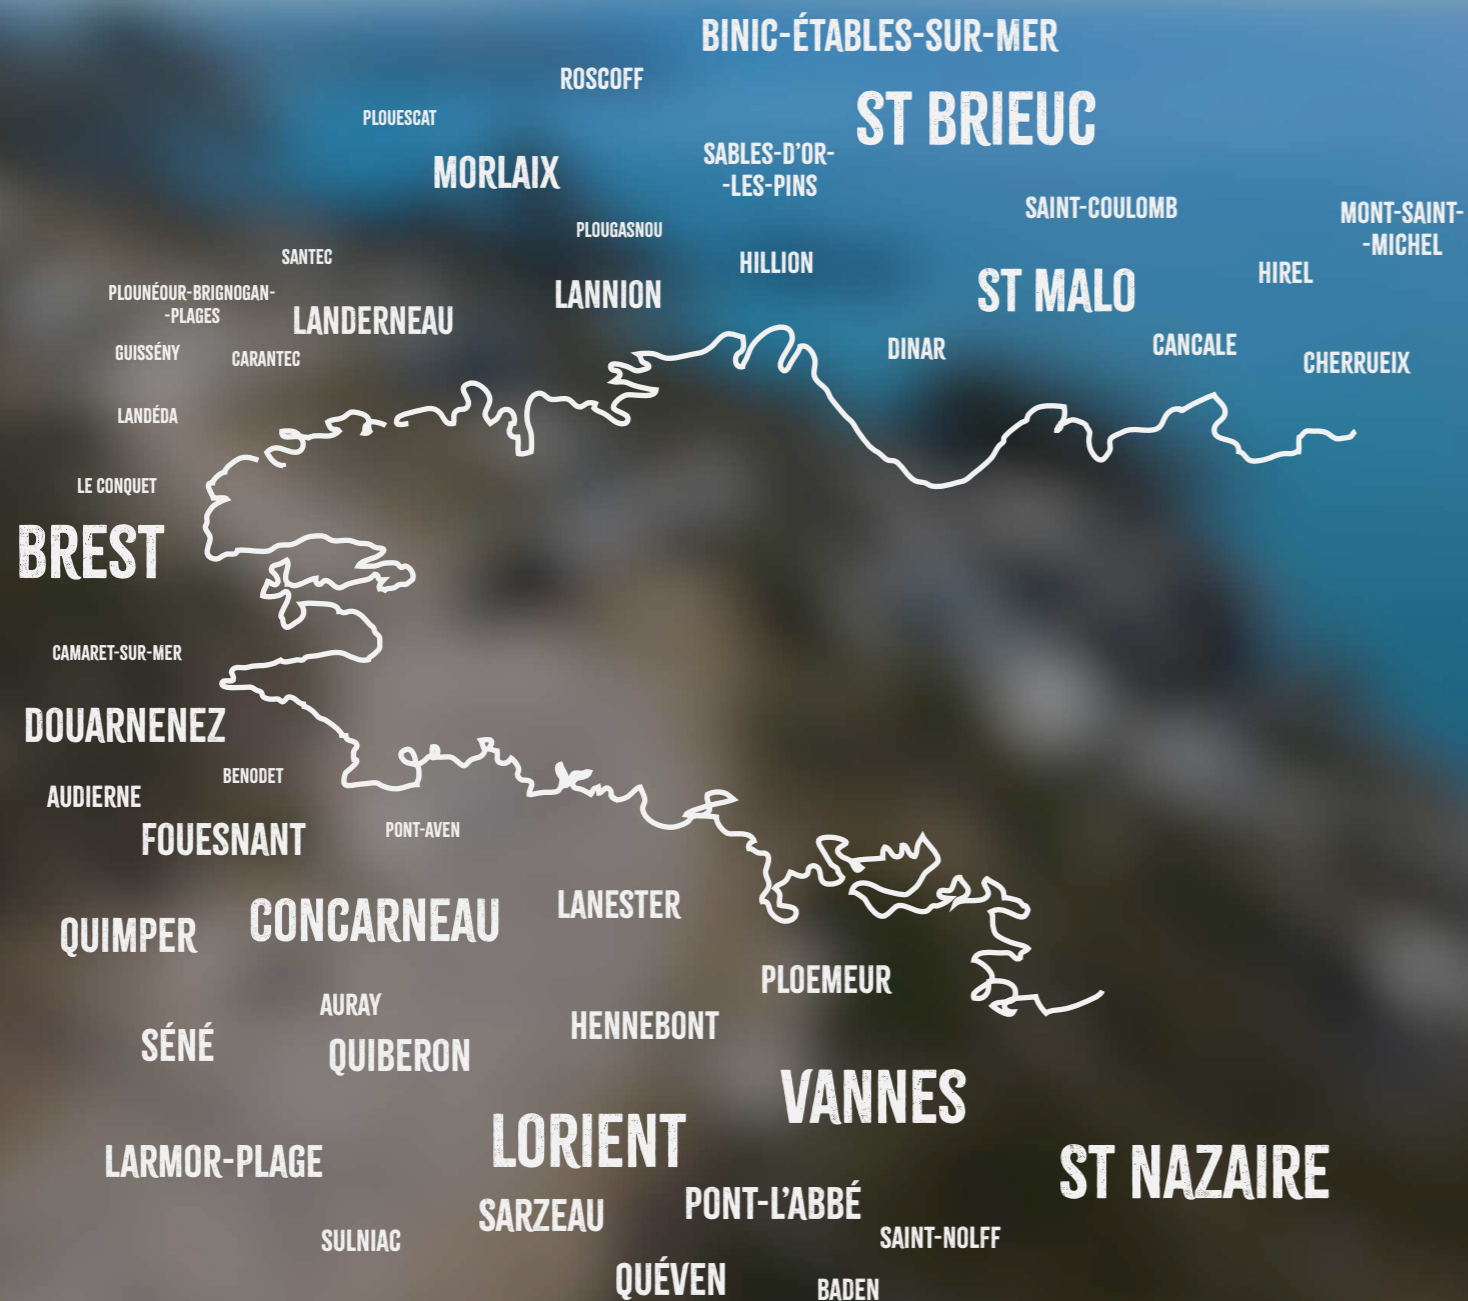 BINIC-ÉTABLES-SUR-MER
ROSCOFF
PLOUESCAT
ST BRIEUC
MORLAIX
SABLES-D'OR-
-LES-PINS
SAINT-COULOMB
MONT-SAINT-
-MICHEL
PLOUGASNOU
SANTEC
HILLION
HIREL
ST MALO
LANNION
PLOUNÉOUR-BRIGNOGAN-
-PLAGES
LANDERNEAU
GUISSÉNY
CARANTEC
DINAR
CANCALE
CHERRUEIX
LANDÉDA
LE CONQUET
BREST
CAMARET-SUR-MER
DOUARNENEZ
BENODET
AUDIERNE
FOUESNANT
PONT-AVEN
LANESTER
CONCARNEAU
QUIMPER
PLOEMEUR
AURAY
HENNEBONT
SÉNÉ
QUIBERON
VANNES
LORIENT
LARMOR-PLAGE
ST NAZAIRE
PONT-L'ABBÉ
SARZEAU
SAINT-NOLFF
SULNIAC
QUÉVEN
BADEN